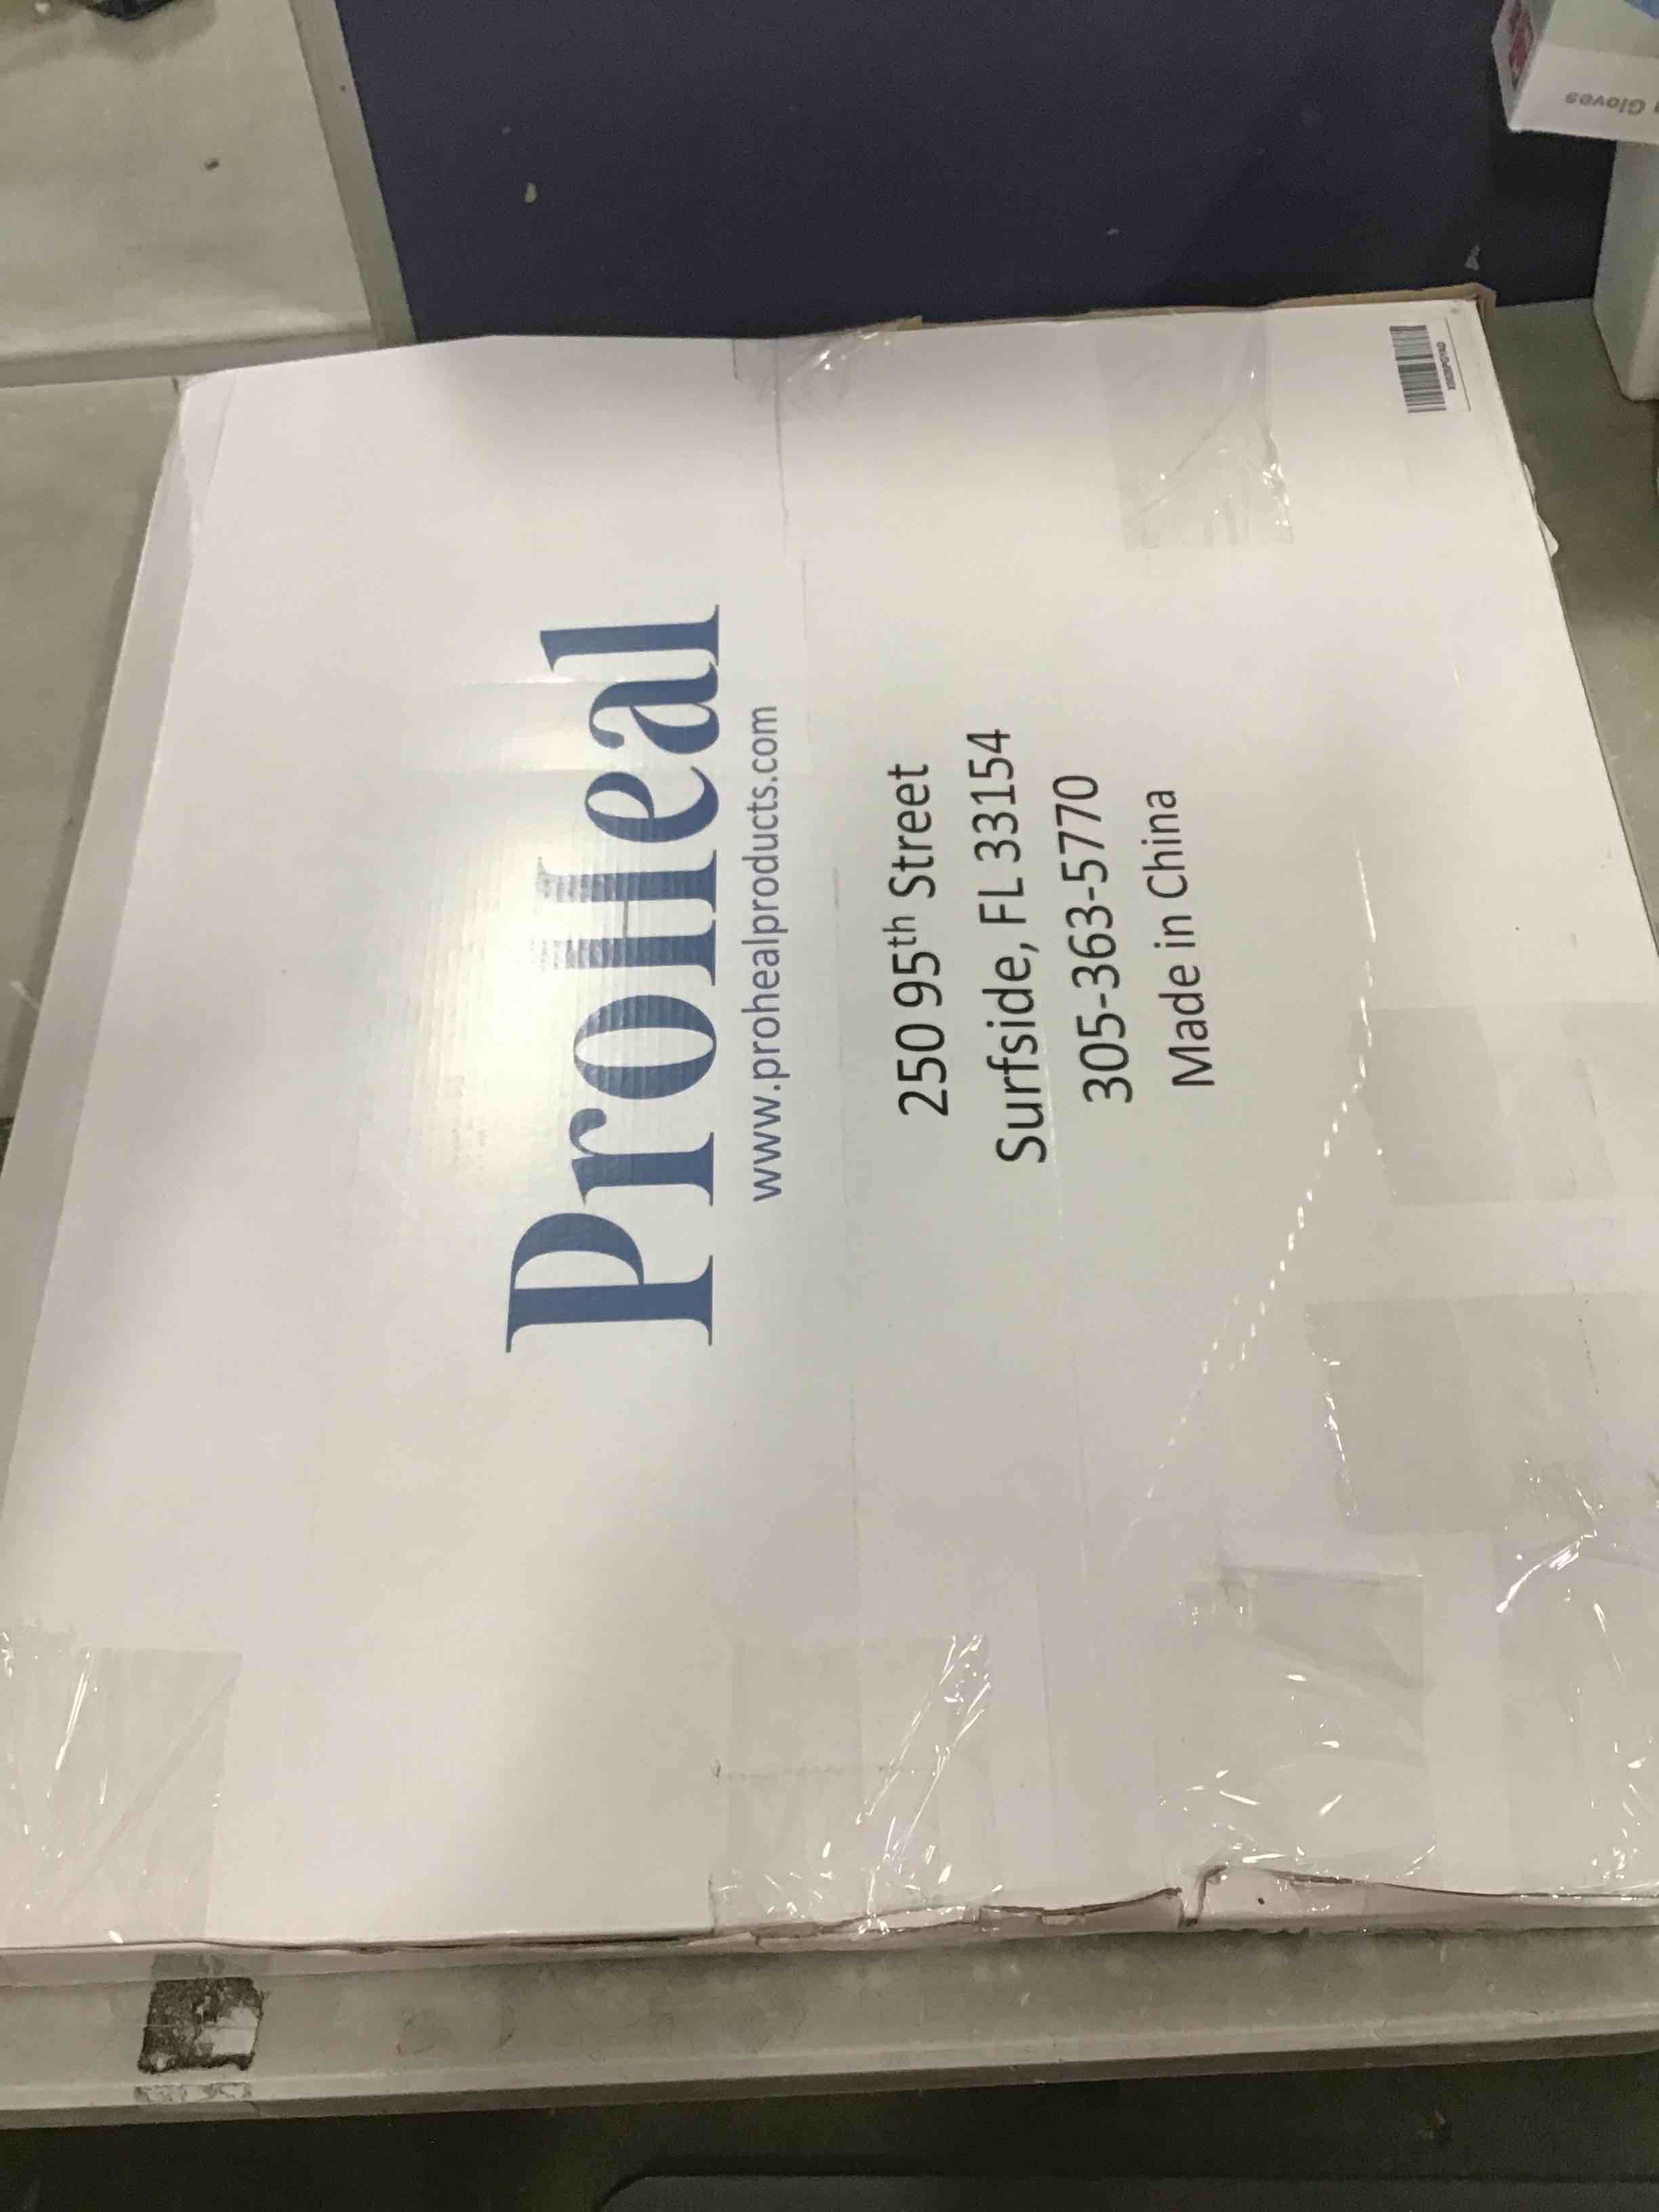 ProHeal
www.prohealproducts.com
250 95th Street
Surfside, FL 33154
305-363-5770
Made in China
Gloves